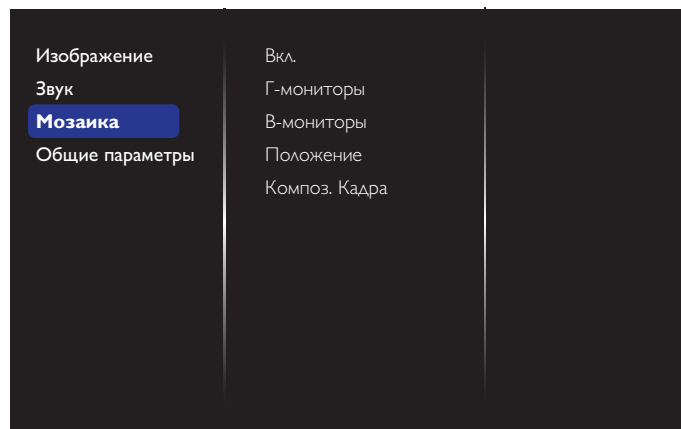 Изображение
Звук
Мозаика
Общие параметры
Вкл.
Г-мониторы
В-мониторы
Положение
Композ. Кадра